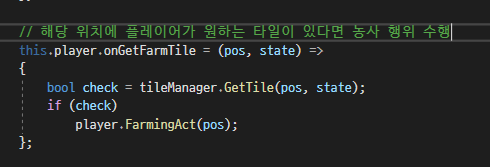 // 해당 위치에 플레이어가 원하는 타일이 있다면 농사 행위 수행
this.player.onGetFarmTile = (pos, state) =>
{
bool check = tileManager.GetTile(pos, state);
if (check)
player.FarmingAct(pos);
};